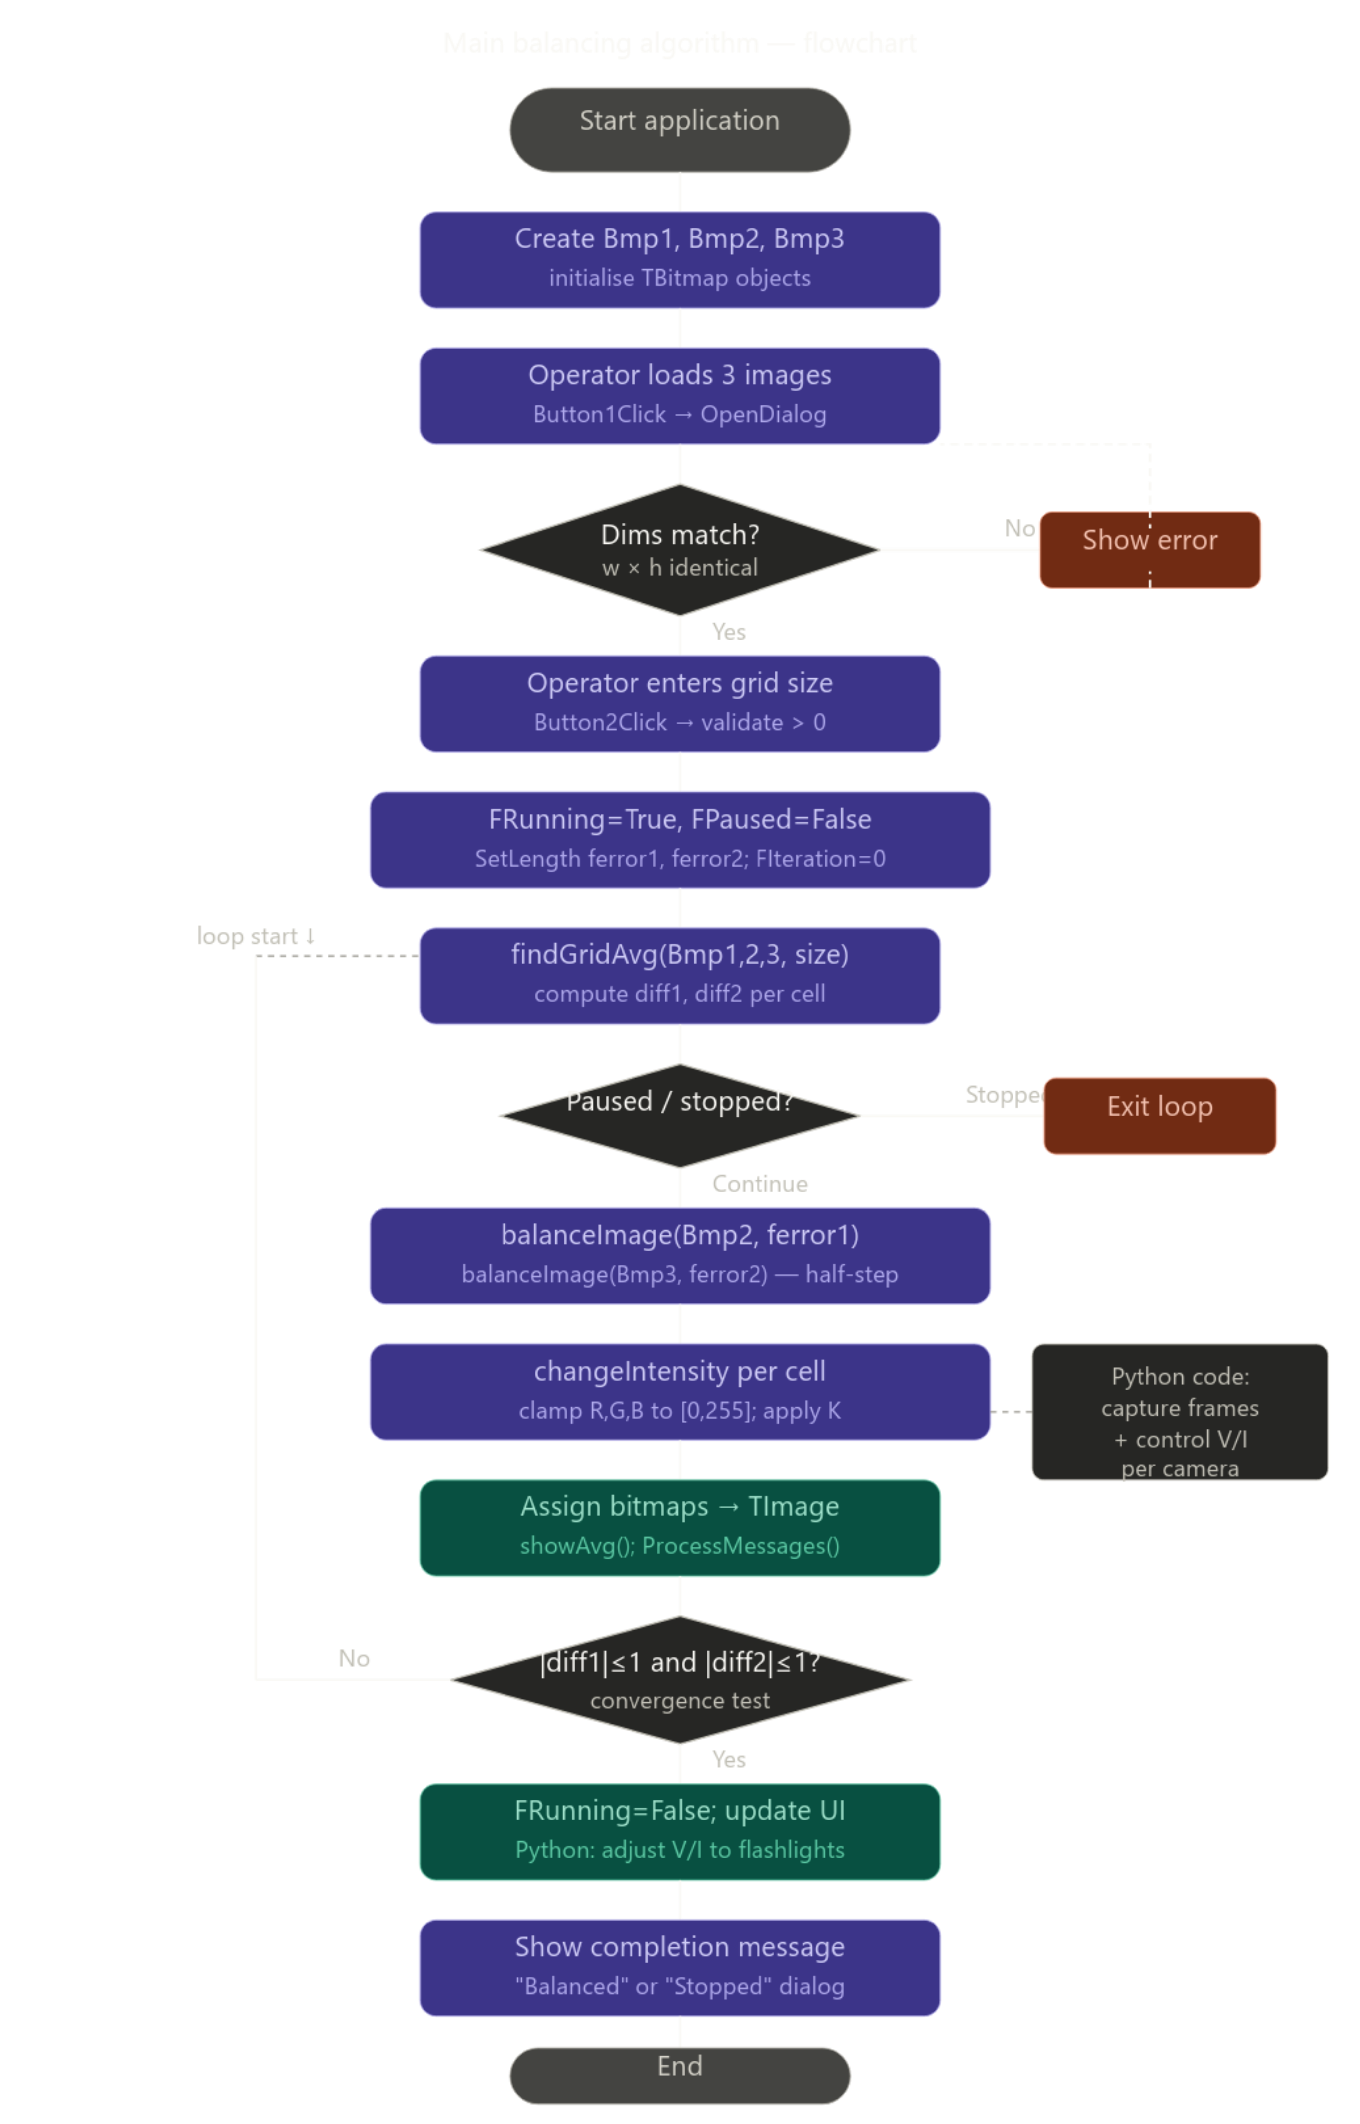 Main balancing algorithm — flowchart
Start application
Create Bmp1, Bmp2, Bmp3
initialise TBitmap objects
Operator loads 3 images
Button1Click → OpenDialog
Dims match?
w × h identical
No
Show error
Yes
Operator enters grid size
Button2Click → validate > 0
FRunning=True, FPaused=False
SetLength ferror1, ferror2; FIteration=0
loop start ↓
findGridAvg(Bmp1,2,3, size)
compute diff1, diff2 per cell
Paused / stopped?
Stopped
Exit loop
Continue
balanceImage(Bmp2, ferror1)
balanceImage(Bmp3, ferror2) — half-step
changeIntensity per cell
clamp R,G,B to [0,255]; apply K
Python code:
capture frames
+ control V/I
per camera
Assign bitmaps → TImage
showAvg(); ProcessMessages()
|diff1|≤1 and |diff2|≤1?
convergence test
No
Yes
FRunning=False; update UI
Python: adjust V/I to flashlights
Show completion message
"Balanced" or "Stopped" dialog
End